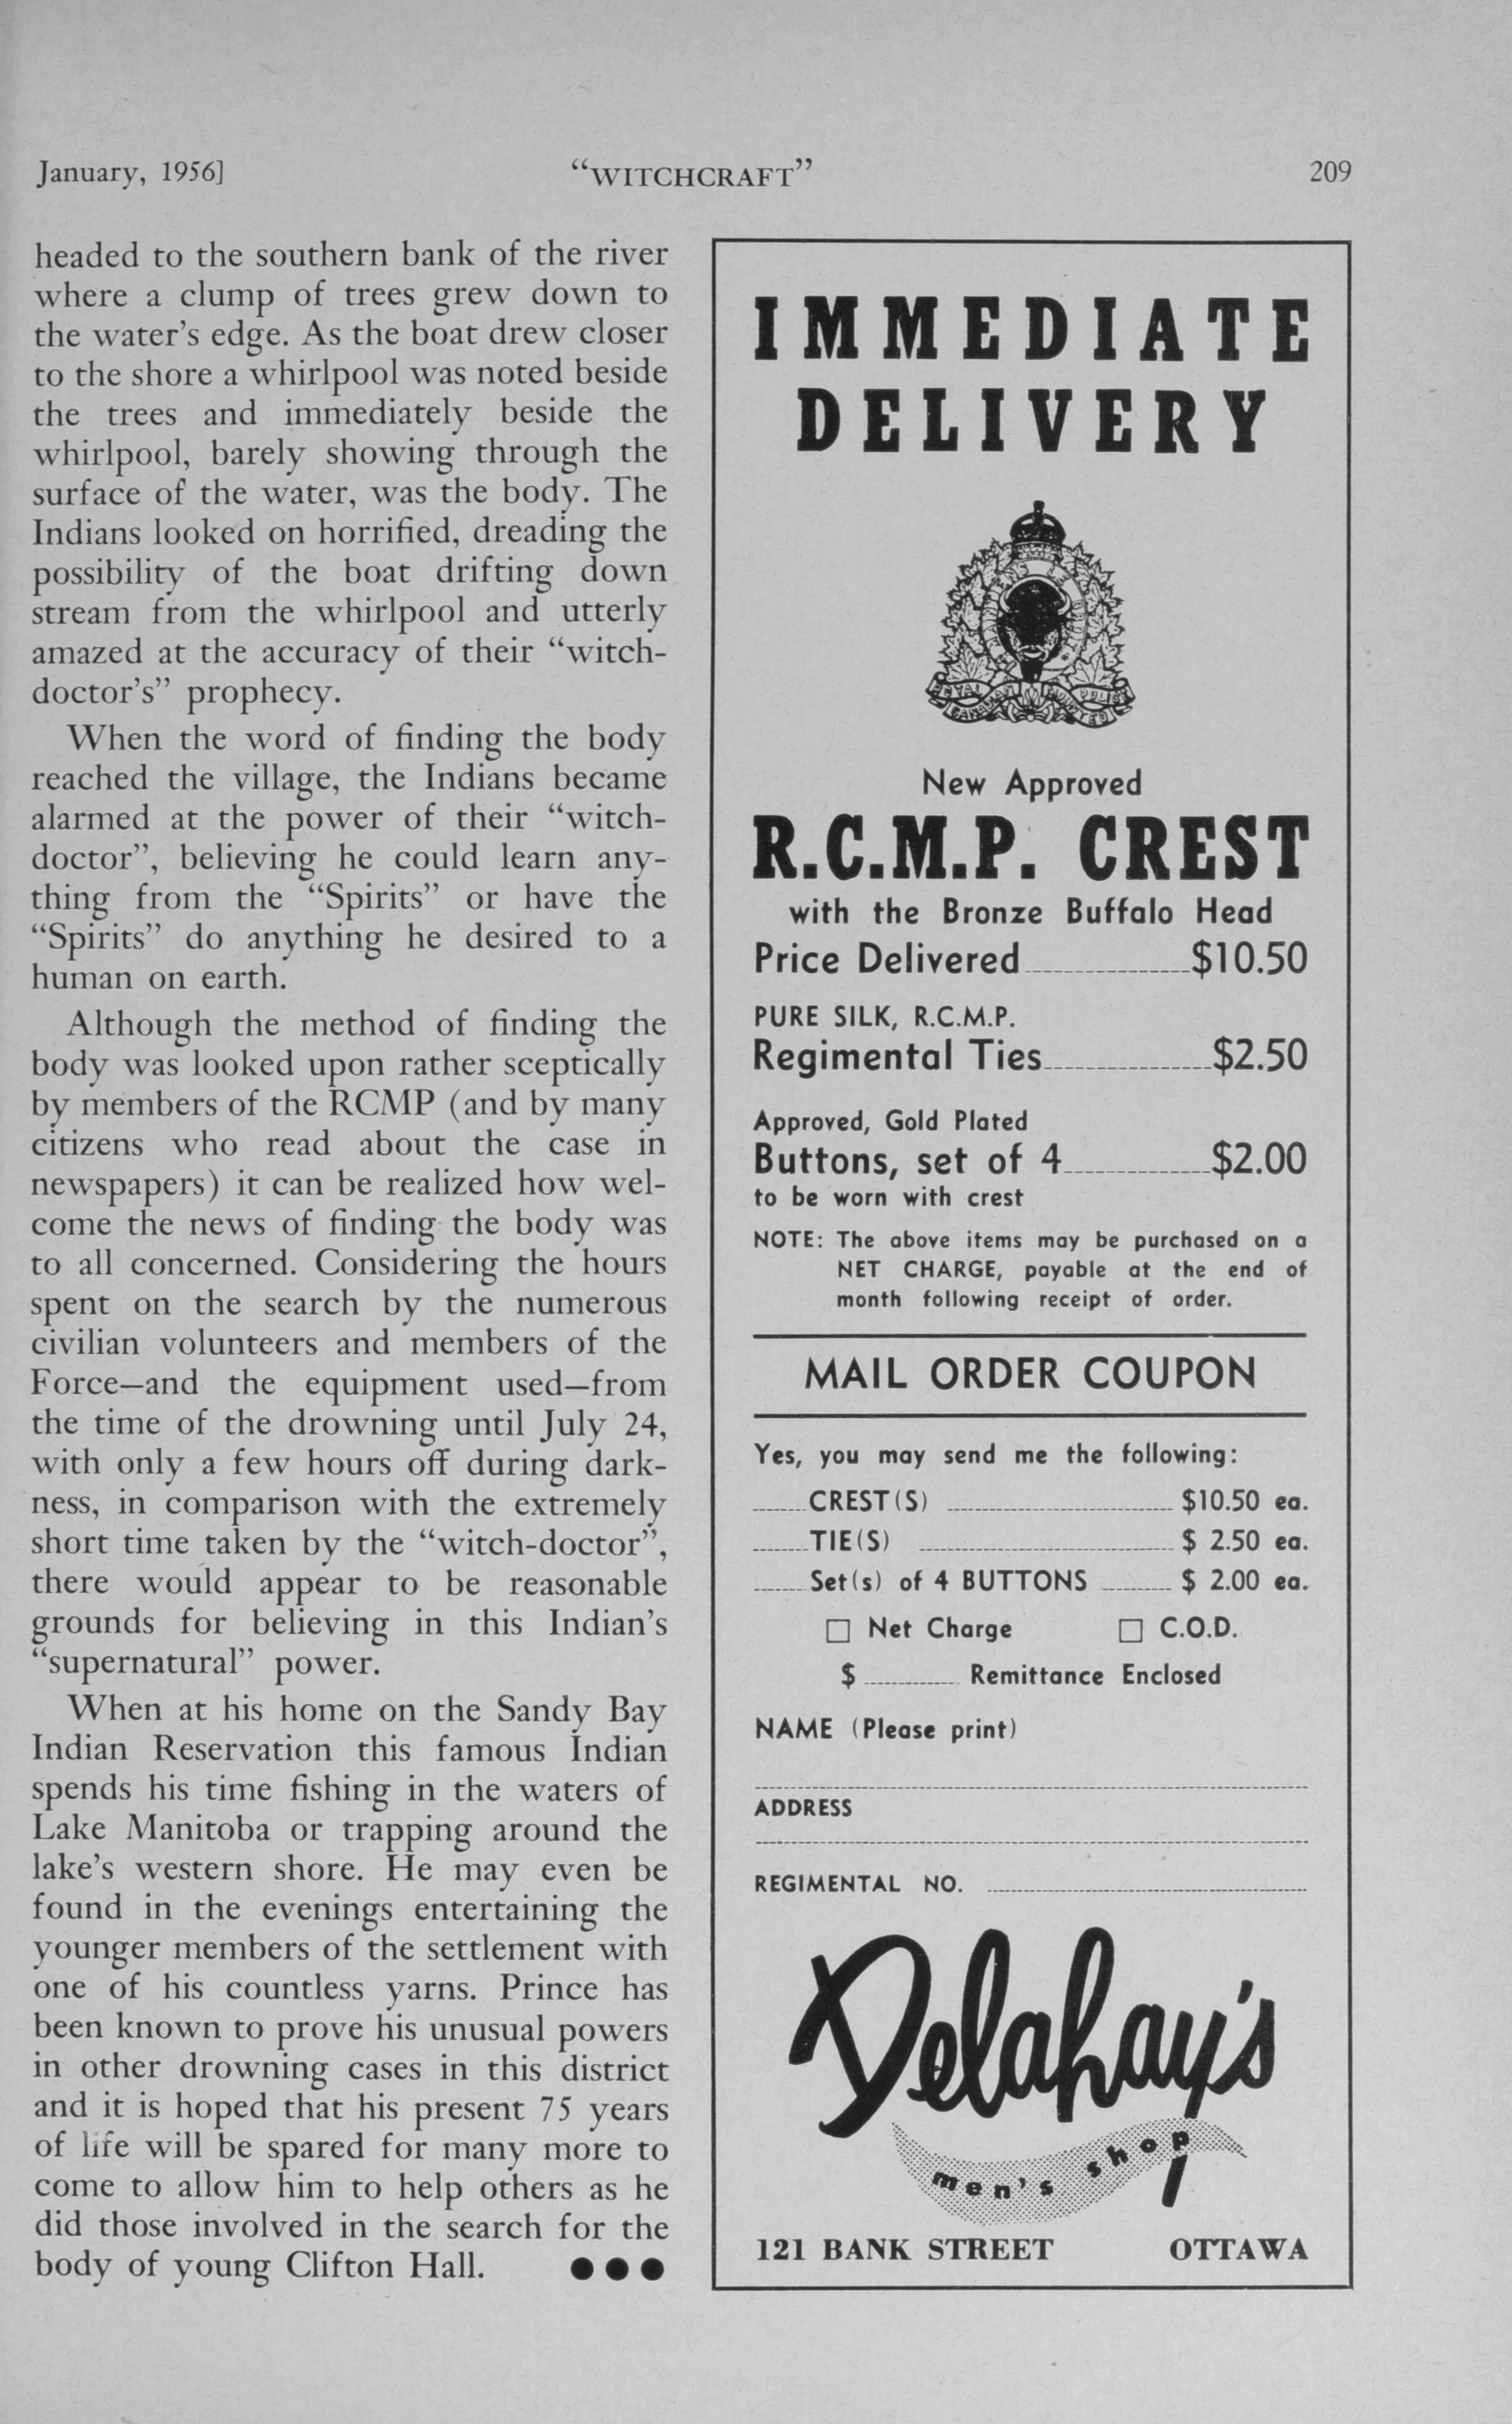 January, 1956]
“WITCHCRAFT”
209
headed to the southern bank of the river
where a clump of trees grew down to
the water's edge. As the boat drew closer
to the shore a whirlpool was noted beside
the trees and immediately beside the
whirlpool, barely showing through the
surface of the water, was the body. The
Indians looked on horrified, dreading the
possibility of the boat drifting down
stream from the whirlpool and utterly
amazed at the accuracy of their “witch-
doctor's” prophecy.
When the word of finding the body
reached the village, the Indians became
alarmed at the power of their “witch-
doctor”, believing he could learn any-
thing from the “Spirits” or have the
“Spirits” do anything he desired to a
human on earth.
Although the method of finding the
body was looked upon rather sceptically
by members of the RCMP (and by many
citizens who read about the case in
newspapers) it can be realized how wel-
come the news of finding the body was
to all concerned. Considering the hours
spent on the search by the numerous
civilian volunteers and members of the
Force—and the equipment used—from
the time of the drowning until July 24,
with only a few hours off during dark-
ness, in comparison with the extremely
short time taken by the “witch-doctor”,
there would appear to be reasonable
grounds for believing in this Indian's
“supernatural” power.
When at his home on the Sandy Bay
Indian Reservation this famous Indian
spends his time fishing in the waters of
Lake Manitoba or trapping around the
lake's western shore. He may even be
found in the evenings entertaining the
younger members of the settlement with
one of his countless yarns. Prince has
been known to prove his unusual powers
in other drowning cases in this district
and it is hoped that his present 75 years
of life will be spared for many more to
come to allow him to help others as he
did those involved in the search for the
body of young Clifton Hall. ●●●
IMMEDIATE
DELIVERY
ROYAL CANADIAN MOUNTED POLICE
New Approved
R.C.M.P. CREST
with the Bronze Buffalo Head
Price Delivered $10.50
PURE SILK, R.C.M.P.
Regimental Ties $2.50
Approved, Gold Plated
Buttons, set of 4 $2.00
to be worn with crest
NOTE: The above items may be purchased on a
NET CHARGE, payable at the end of
month following receipt of order.
MAIL ORDER COUPON
Yes, you may send me the following:
CREST(S) $10.50 ea.
TIE(S) $ 2.50 ea.
Set(s) of 4 BUTTONS $ 2.00 ea.
□ Net Charge □ C.O.D.
$ Remittance Enclosed
NAME (Please print)
ADDRESS
REGIMENTAL NO.
Delahay's
men's shop
121 BANK STREET OTTAWA